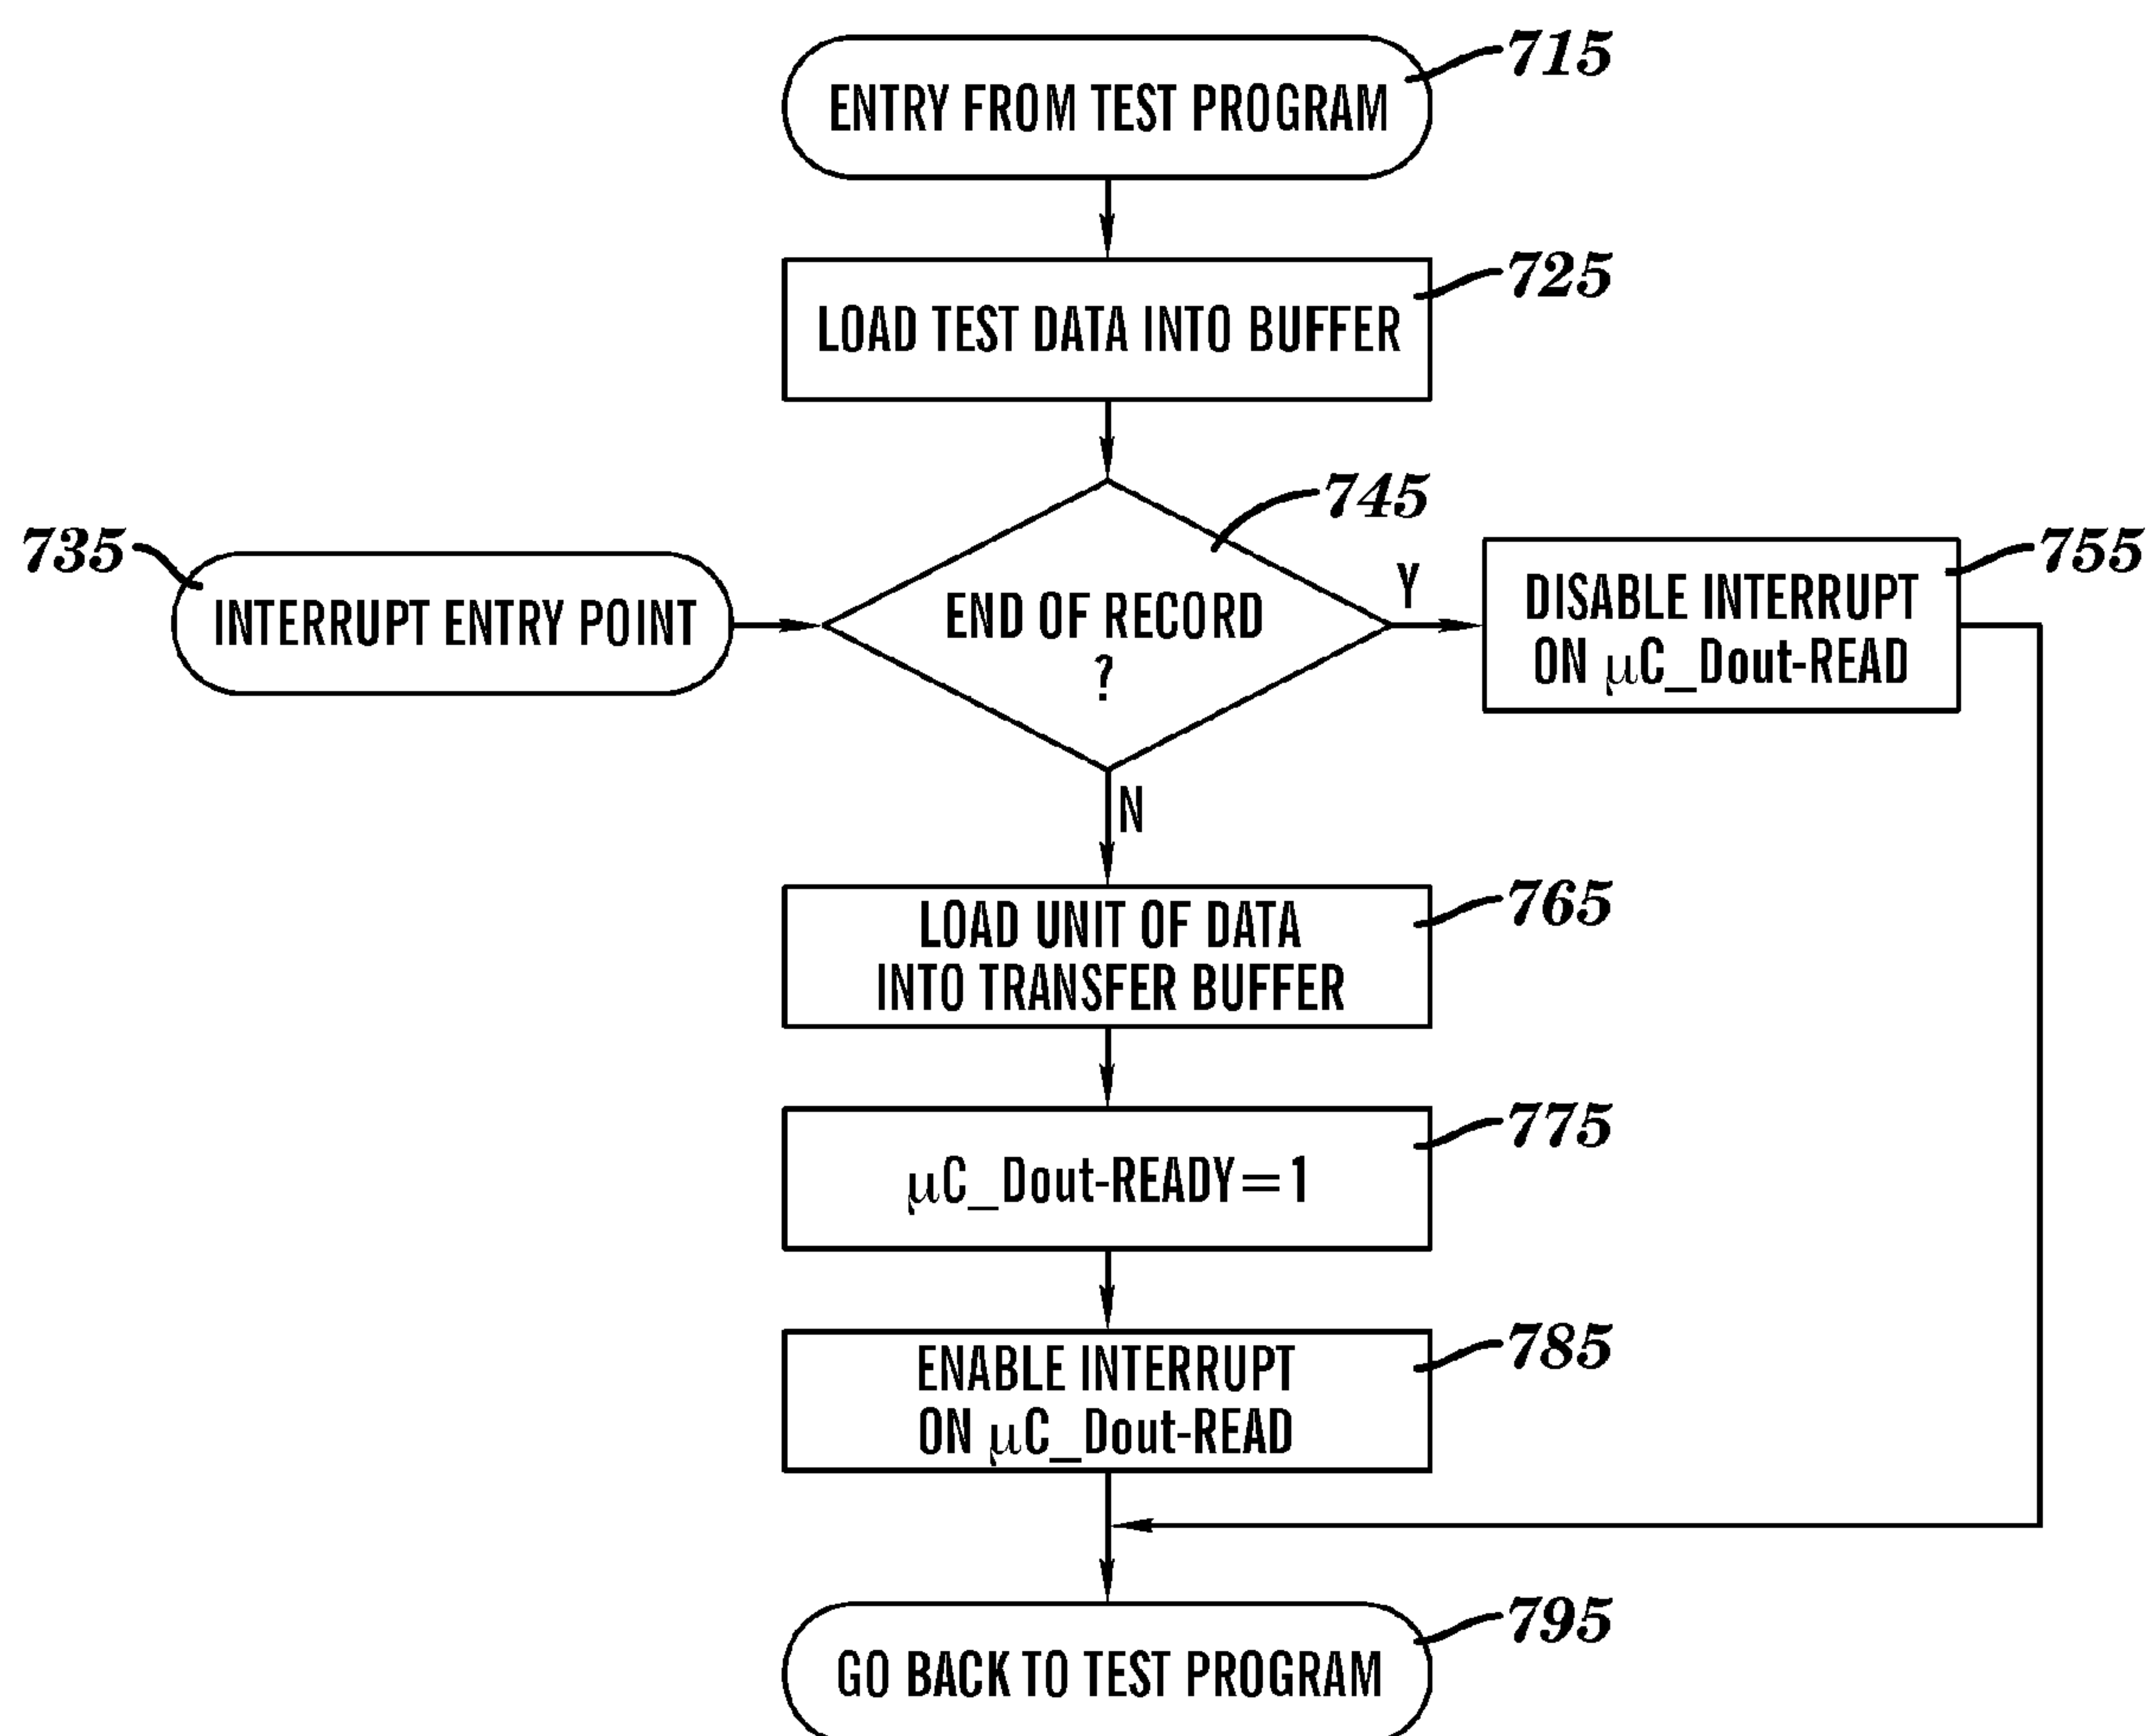 715
ENTRY FROM TEST PROGRAM
725
LOAD TEST DATA INTO BUFFER
745
735
INTERRUPT ENTRY POINT
END OF RECORD
?
Y
755
DISABLE INTERRUPT
ON μC_Dout-READ
N
765
LOAD UNIT OF DATA
INTO TRANSFER BUFFER
775
μC_Dout-READY=1
785
ENABLE INTERRUPT
ON μC_Dout-READ
795
GO BACK TO TEST PROGRAM